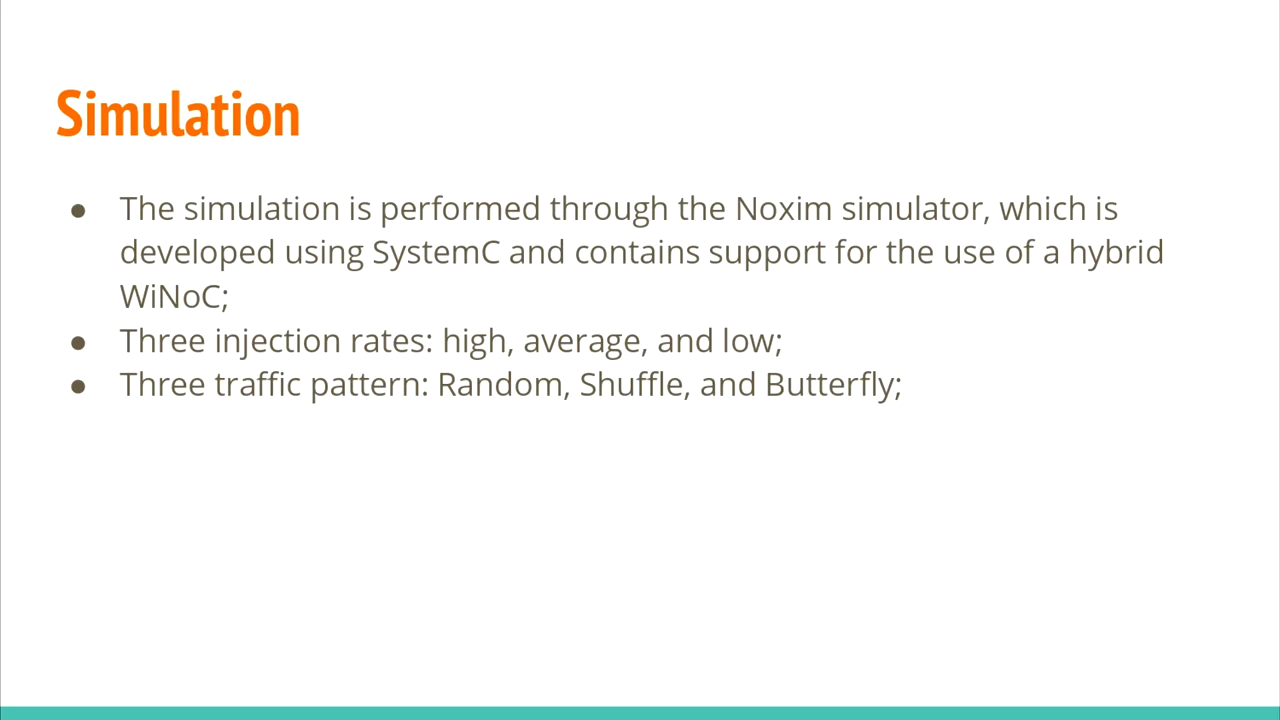 Simulation
● The simulation is performed through the Noxim simulator, which is
developed using SystemC and contains support for the use of a hybrid
WiNoC;
● Three injection rates: high, average, and low;
● Three traffic pattern: Random, Shuffle, and Butterfly;